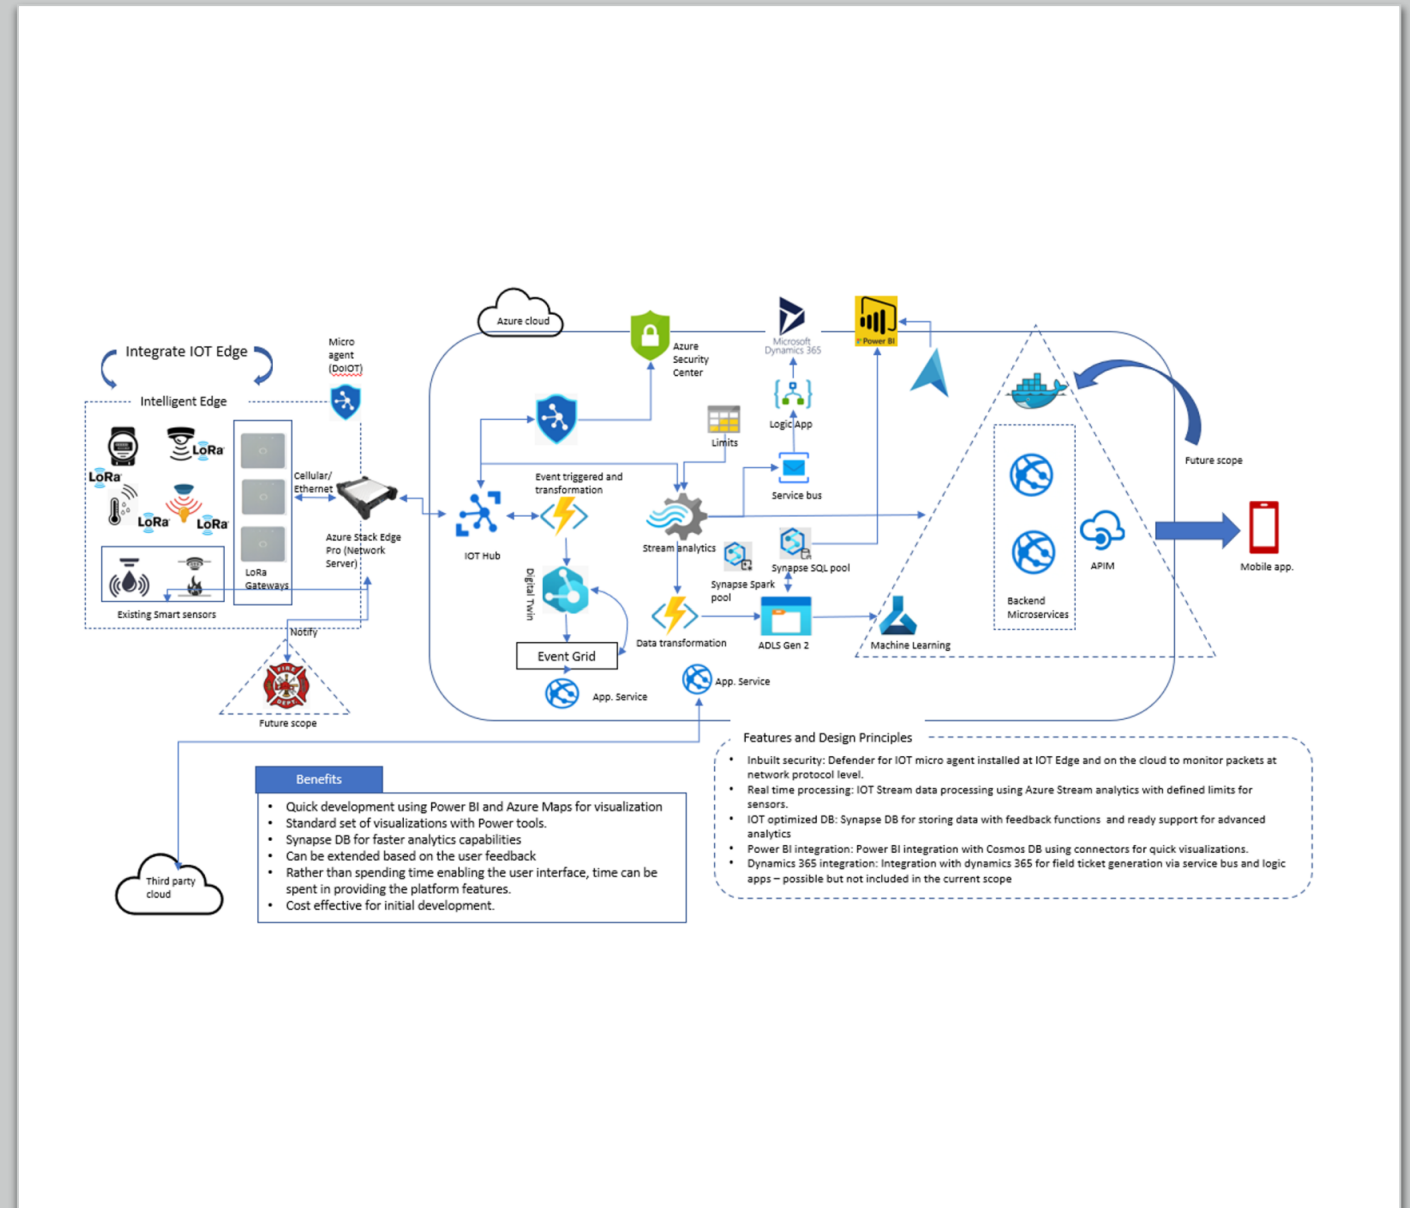 Azure cloud
Integrate IOT Edge
Micro
agent
(DoIOT)
Intelligent Edge
LoRa
LoRa
LoRa
LoRa
Cellular/
Ethernet
LoRa
Gateways
Existing Smart sensors
Azure Stack Edge
Pro (Network
Server)
Notify
FIRE
DEPT.
Future scope
Azure
Security
Center
Microsoft
Dynamics 365
Power BI
Limits
Logic App
Service bus
Event triggered and
transformation
IOT Hub
Stream analytics
Synapse SQL pool
Synapse Spark
pool
Digital Twin
Data transformation
ADLS Gen 2
Machine Learning
Event Grid
App. Service
App. Service
Backend
Microservices
APIM
Future scope
Mobile app.
Features and Design Principles
• Inbuilt security: Defender for IOT micro agent installed at IOT Edge and on the cloud to monitor packets at
network protocol level.
• Real time processing: IOT Stream data processing using Azure Stream analytics with defined limits for
sensors.
• IOT optimized DB: Synapse DB for storing data with feedback functions and ready support for advanced
analytics
• Power BI integration: Power BI integration with Cosmos DB using connectors for quick visualizations.
• Dynamics 365 integration: Integration with dynamics 365 for field ticket generation via service bus and logic
apps – possible but not included in the current scope
Benefits
• Quick development using Power BI and Azure Maps for visualization
• Standard set of visualizations with Power tools.
• Synapse DB for faster analytics capabilities
• Can be extended based on the user feedback
• Rather than spending time enabling the user interface, time can be
spent in providing the platform features.
• Cost effective for initial development.
Third party
cloud